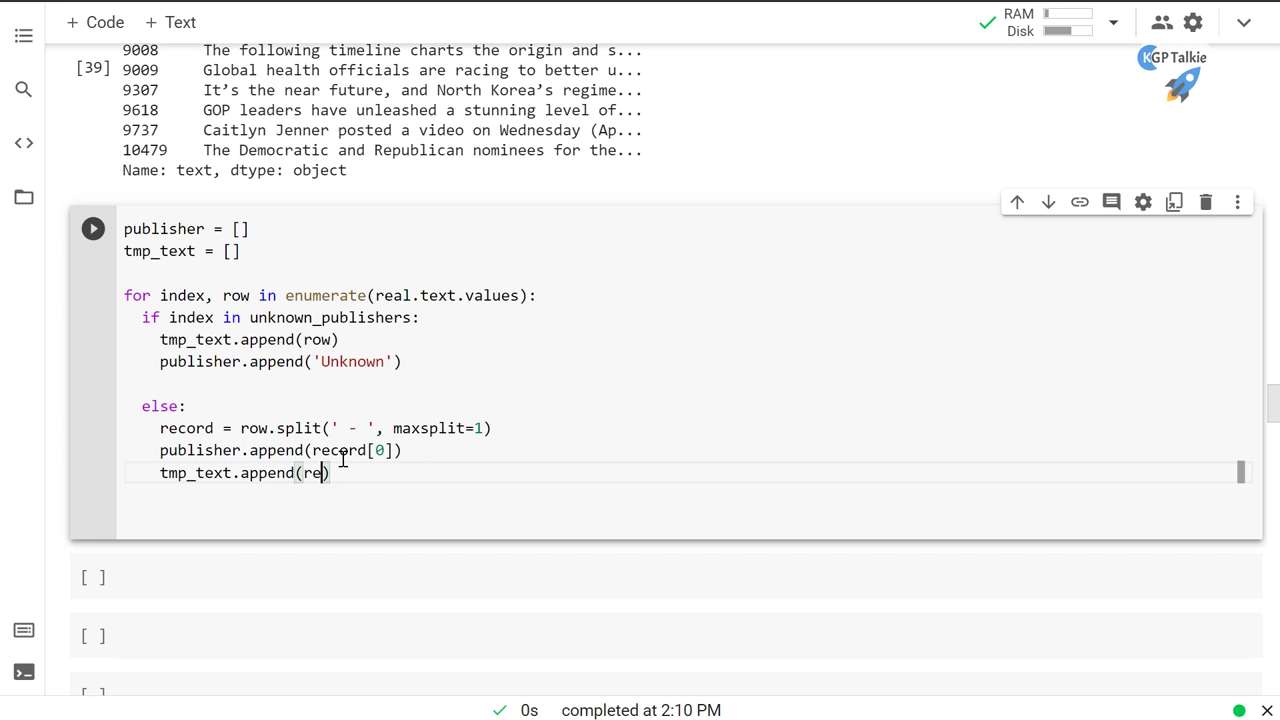 + Code + Text
RAM
Disk
KGP Talkie
9008 The following timeline charts the origin and s...
[39] 9009 Global health officials are racing to better u...
9307 It’s the near future, and North Korea’s regime...
9618 GOP leaders have unleashed a stunning level of...
9737 Caitlyn Jenner posted a video on Wednesday (Ap...
10479 The Democratic and Republican nominees for the...
Name: text, dtype: object
publisher = []
tmp_text = []
for index, row in enumerate(real.text.values):
if index in unknown_publishers:
tmp_text.append(row)
publisher.append('Unknown')
else:
record = row.split(' - ', maxsplit=1)
publisher.append(record[0])
tmp_text.append(re)
[ ]
[ ]
[ ]
0s completed at 2:10 PM